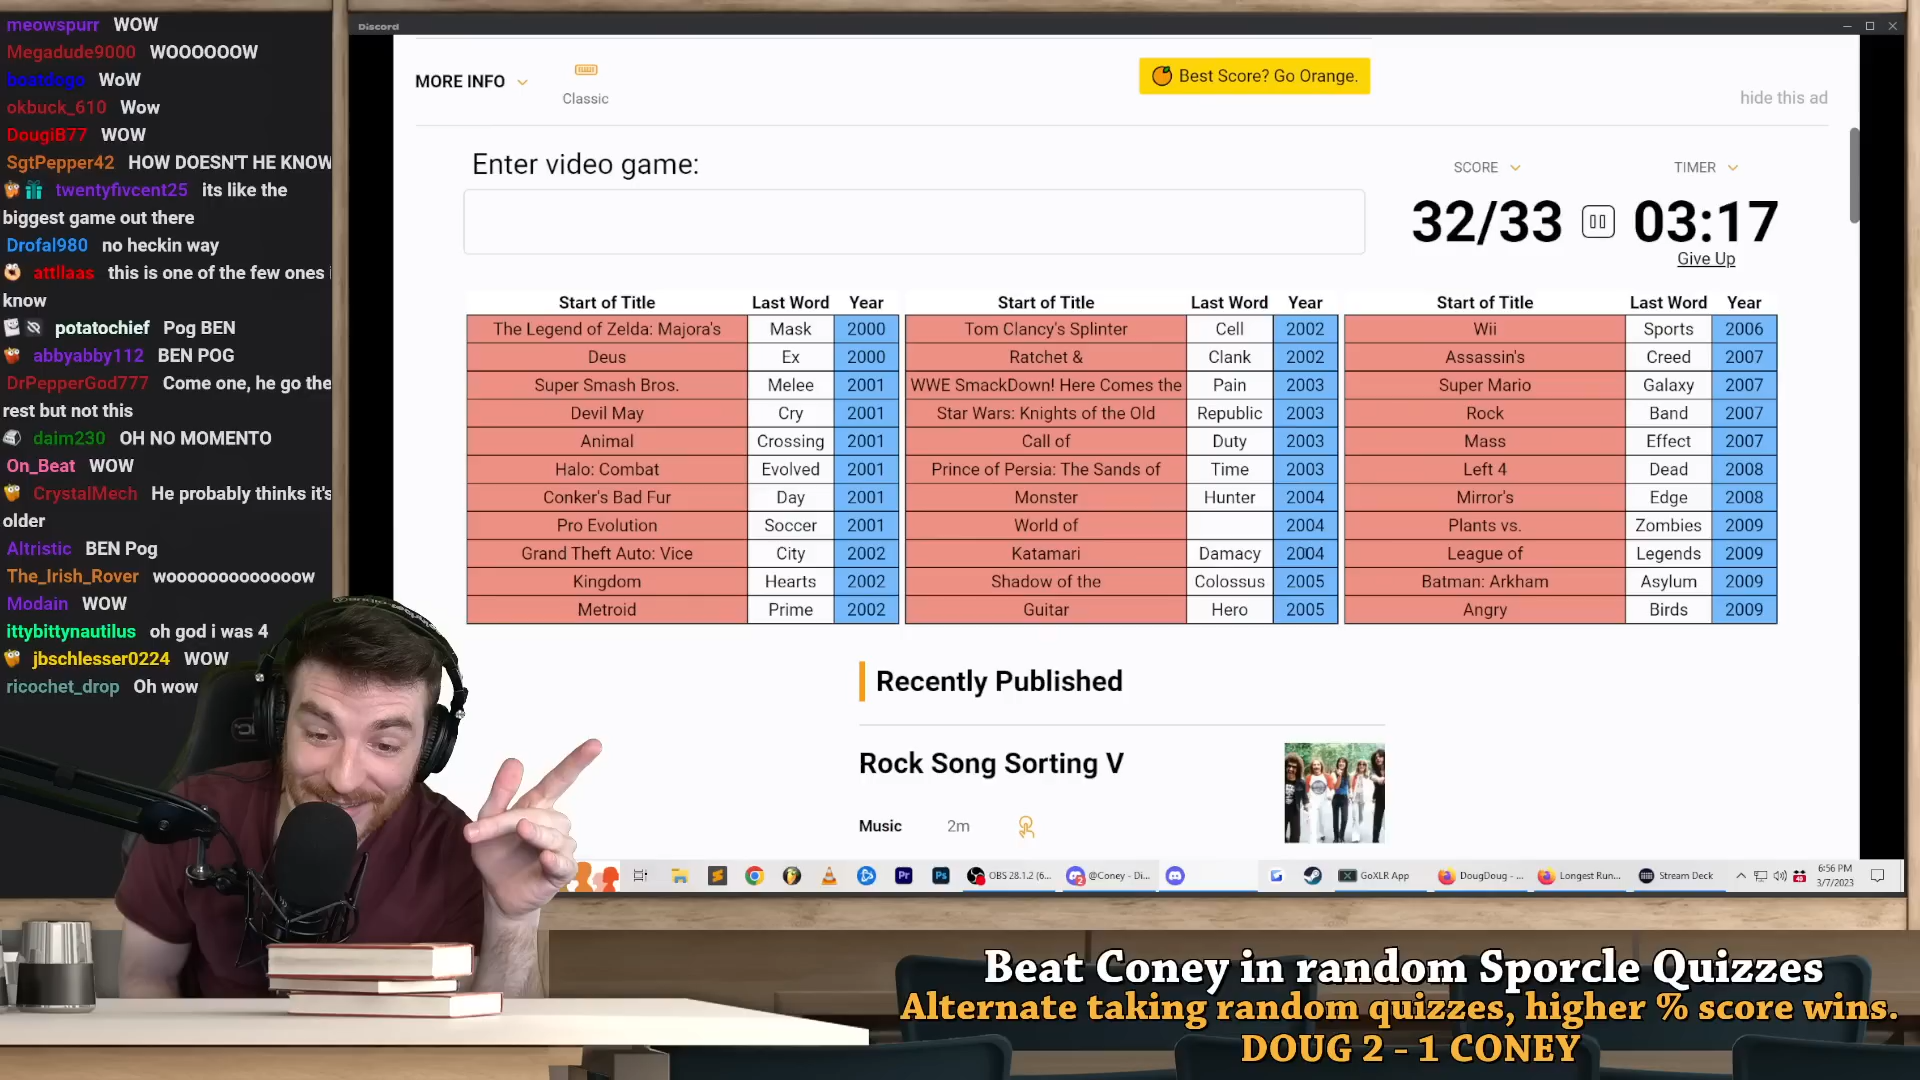 meowspurr WOW
Megadude9000 WOOOOOOW
boatdogo WoW
okbuck_610 Wow
DougiB77 WOW
SgtPepper42 HOW DOESN'T HE KNOW
twentyfivcent25 its like the
biggest game out there
Drofal980 no heckin way
attllaas this is one of the few ones i
know
potatochief Pog BEN
abbyabby112 BEN POG
DrPepperGod777 Come one, he go the
rest but not this
daim230 OH NO MOMENTO
On_Beat WOW
CrystalMech He probably thinks it's
older
Altristic BEN Pog
The_Irish_Rover wooooooooooooow
Modain WOW
ittybittynautilus oh god i was 4
jbschlesser0224 WOW
ricochet_drop Oh wow
Discord
MORE INFO
Classic
Best Score? Go Orange.
hide this ad
Enter video game:
SCORE
TIMER
32/33
03:17
Give Up
Start of Title Last Word Year
The Legend of Zelda: Majora's Mask 2000
Deus Ex 2000
Super Smash Bros. Melee 2001
Devil May Cry 2001
Animal Crossing 2001
Halo: Combat Evolved 2001
Conker's Bad Fur Day 2001
Pro Evolution Soccer 2001
Grand Theft Auto: Vice City 2002
Kingdom Hearts 2002
Metroid Prime 2002
Start of Title Last Word Year
Tom Clancy's Splinter Cell 2002
Ratchet & Clank 2002
WWE SmackDown! Here Comes the Pain 2003
Star Wars: Knights of the Old Republic 2003
Call of Duty 2003
Prince of Persia: The Sands of Time 2003
Monster Hunter 2004
World of 2004
Katamari Damacy 2004
Shadow of the Colossus 2005
Guitar Hero 2005
Start of Title Last Word Year
Wii Sports 2006
Assassin's Creed 2007
Super Mario Galaxy 2007
Rock Band 2007
Mass Effect 2007
Left 4 Dead 2008
Mirror's Edge 2008
Plants vs. Zombies 2009
League of Legends 2009
Batman: Arkham Asylum 2009
Angry Birds 2009
Recently Published
Rock Song Sorting V
Music 2m
Pr
Ps
OBS 28.1.2 (6...
@Coney - Di...
GoXLR App
DougDoug - ...
Longest Run...
Stream Deck
6:56 PM
3/7/2023
Beat Coney in random Sporcle Quizzes
Alternate taking random quizzes, higher % score wins.
DOUG 2 - 1 CONEY